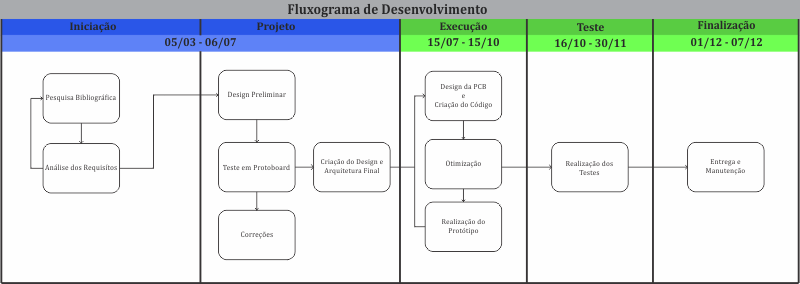 Fluxograma de Desenvolvimento
Iniciação
Projeto
Execução
Teste
Finalização
05/03 - 06/07
15/07 - 15/10
16/10 - 30/11
01/12 - 07/12
Pesquisa Bibliográfica
Análise dos Requisitos
Design Preliminar
Teste em Protoboard
Correções
Criação do Design e
Arquitetura Final
Design da PCB
e
Criação do Código
Otimização
Realização do
Protótipo
Realização dos
Testes
Entrega e
Manutenção